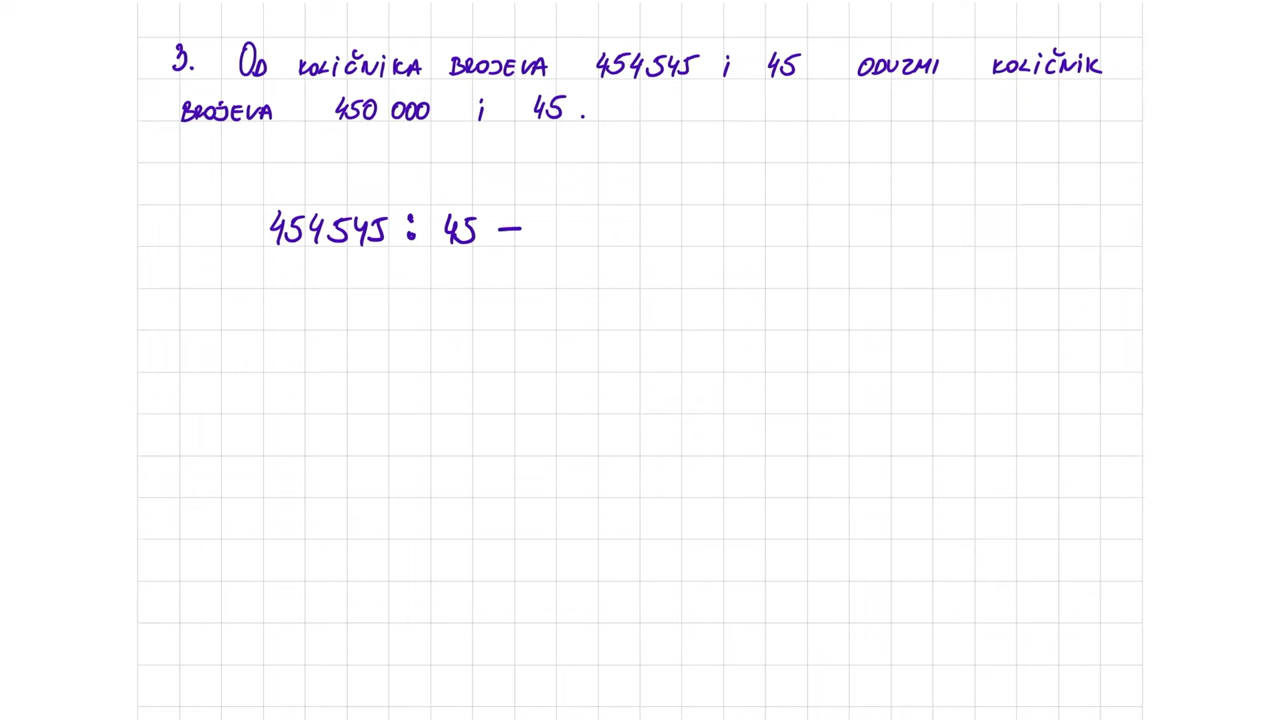 3. OD KOLIČNIKA BROJEVA 454545 i 45 ODUZMI KOLIČNIK
BROJEVA 450 000 i 45.
454545 : 45 −